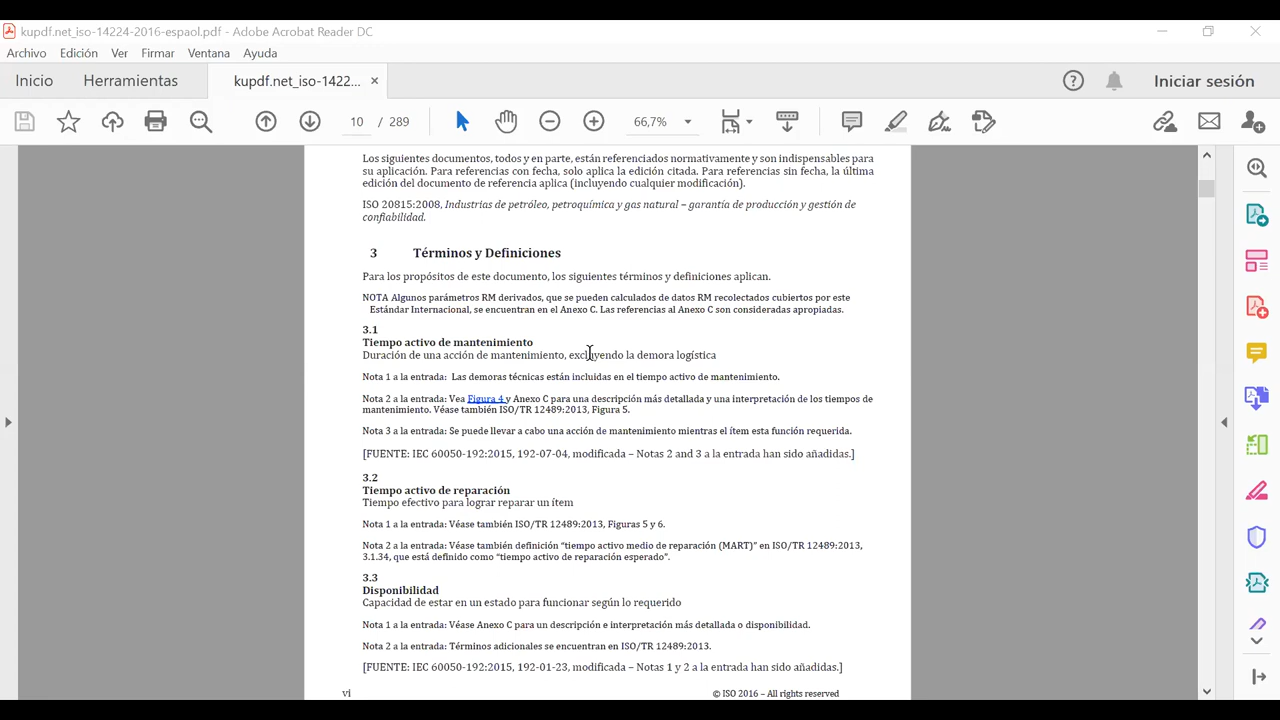 kupdf.net_iso-14224-2016-espaol.pdf - Adobe Acrobat Reader DC
Archivo Edición Ver Firmar Ventana Ayuda
Inicio Herramientas kupdf.net_iso-1422... × Iniciar sesión
10 / 289 66,7%
Los siguientes documentos, todos y en parte, están referenciados normativamente y son indispensables para
su aplicación. Para referencias con fecha, solo aplica la edición citada. Para referencias sin fecha, la última
edición del documento de referencia aplica (incluyendo cualquier modificación).
ISO 20815:2008, Industrias de petróleo, petroquímica y gas natural – garantía de producción y gestión de
confiabilidad.
3 Términos y Definiciones
Para los propósitos de este documento, los siguientes términos y definiciones aplican.
NOTA Algunos parámetros RM derivados, que se pueden calculados de datos RM recolectados cubiertos por este
Estándar Internacional, se encuentran en el Anexo C. Las referencias al Anexo C son consideradas apropiadas.
3.1
Tiempo activo de mantenimiento
Duración de una acción de mantenimiento, excluyendo la demora logística
Nota 1 a la entrada: Las demoras técnicas están incluidas en el tiempo activo de mantenimiento.
Nota 2 a la entrada: Vea Figura 4 y Anexo C para una descripción más detallada y una interpretación de los tiempos de
mantenimiento. Véase también ISO/TR 12489:2013, Figura 5.
Nota 3 a la entrada: Se puede llevar a cabo una acción de mantenimiento mientras el ítem esta función requerida.
[FUENTE: IEC 60050-192:2015, 192-07-04, modificada – Notas 2 and 3 a la entrada han sido añadidas.]
3.2
Tiempo activo de reparación
Tiempo efectivo para lograr reparar un ítem
Nota 1 a la entrada: Véase también ISO/TR 12489:2013, Figuras 5 y 6.
Nota 2 a la entrada: Véase también definición “tiempo activo medio de reparación (MART)” en ISO/TR 12489:2013,
3.1.34, que está definido como “tiempo activo de reparación esperado”.
3.3
Disponibilidad
Capacidad de estar en un estado para funcionar según lo requerido
Nota 1 a la entrada: Véase Anexo C para un descripción e interpretación más detallada o disponibilidad.
Nota 2 a la entrada: Términos adicionales se encuentran en ISO/TR 12489:2013.
[FUENTE: IEC 60050-192:2015, 192-01-23, modificada – Notas 1 y 2 a la entrada han sido añadidas.]
vi © ISO 2016 – All rights reserved